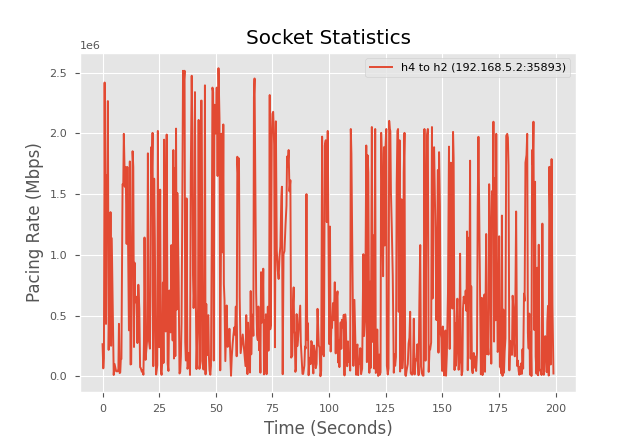 Socket Statistics
1e6
h4 to h2 (192.168.5.2:35893)
2.5
2.0
1.5
1.0
0.5
0.0
Pacing Rate (Mbps)
0 25 50 75 100 125 150 175 200
Time (Seconds)